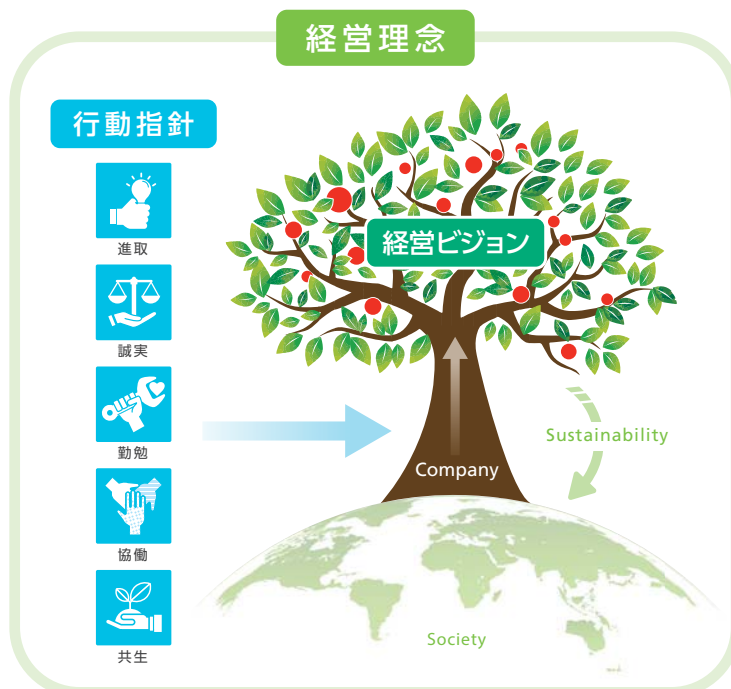 経営理念
行動指針
進取
誠実
勤勉
協働
共生
経営ビジョン
Company
Sustainability
Society